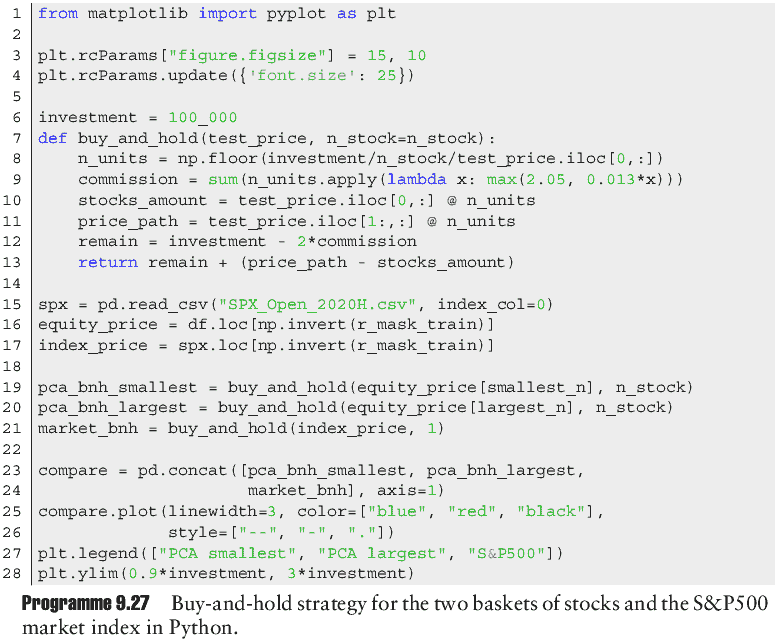 1 from matplotlib import pyplot as plt
2
3 plt.rcParams["figure.figsize"] = 15, 10
4 plt.rcParams.update({'font.size': 25})
5
6 investment = 100_000
7 def buy_and_hold(test_price, n_stock=n_stock):
8     n_units = np.floor(investment/n_stock/test_price.iloc[0,:])
9     commission = sum(n_units.apply(lambda x: max(2.05, 0.013*x)))
10     stocks_amount = test_price.iloc[0,:] @ n_units
11     price_path = test_price.iloc[1:,:] @ n_units
12     remain = investment - 2*commission
13     return remain + (price_path - stocks_amount)
14
15 spx = pd.read_csv("SPX_Open_2020H.csv", index_col=0)
16 equity_price = df.loc[np.invert(r_mask_train)]
17 index_price = spx.loc[np.invert(r_mask_train)]
18
19 pca_bnh_smallest = buy_and_hold(equity_price[smallest_n], n_stock)
20 pca_bnh_largest = buy_and_hold(equity_price[largest_n], n_stock)
21 market_bnh = buy_and_hold(index_price, 1)
22
23 compare = pd.concat([pca_bnh_smallest, pca_bnh_largest,
24                      market_bnh], axis=1)
25 compare.plot(linewidth=3, color=["blue", "red", "black"],
26              style=["--", "-", "."])
27 plt.legend(["PCA smallest", "PCA largest", "S&P500"])
28 plt.ylim(0.9*investment, 3*investment)
Programme 9.27 Buy-and-hold strategy for the two baskets of stocks and the S&P500
market index in Python.